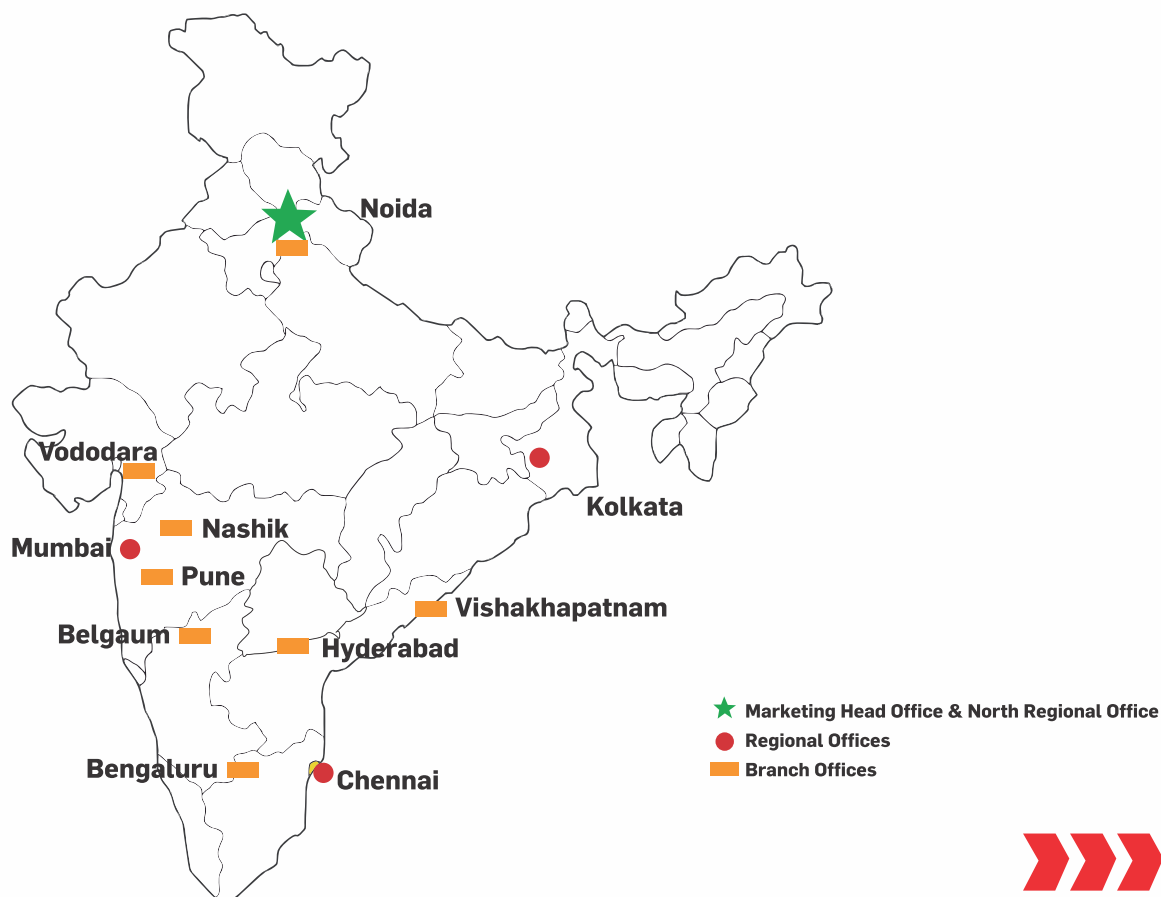 Noida
Vododara
Kolkata
Nashik
Mumbai
Pune
Vishakhapatnam
Belgaum
Hyderabad
Marketing Head Office & North Regional Office
Regional Offices
Branch Offices
Bengaluru
Chennai